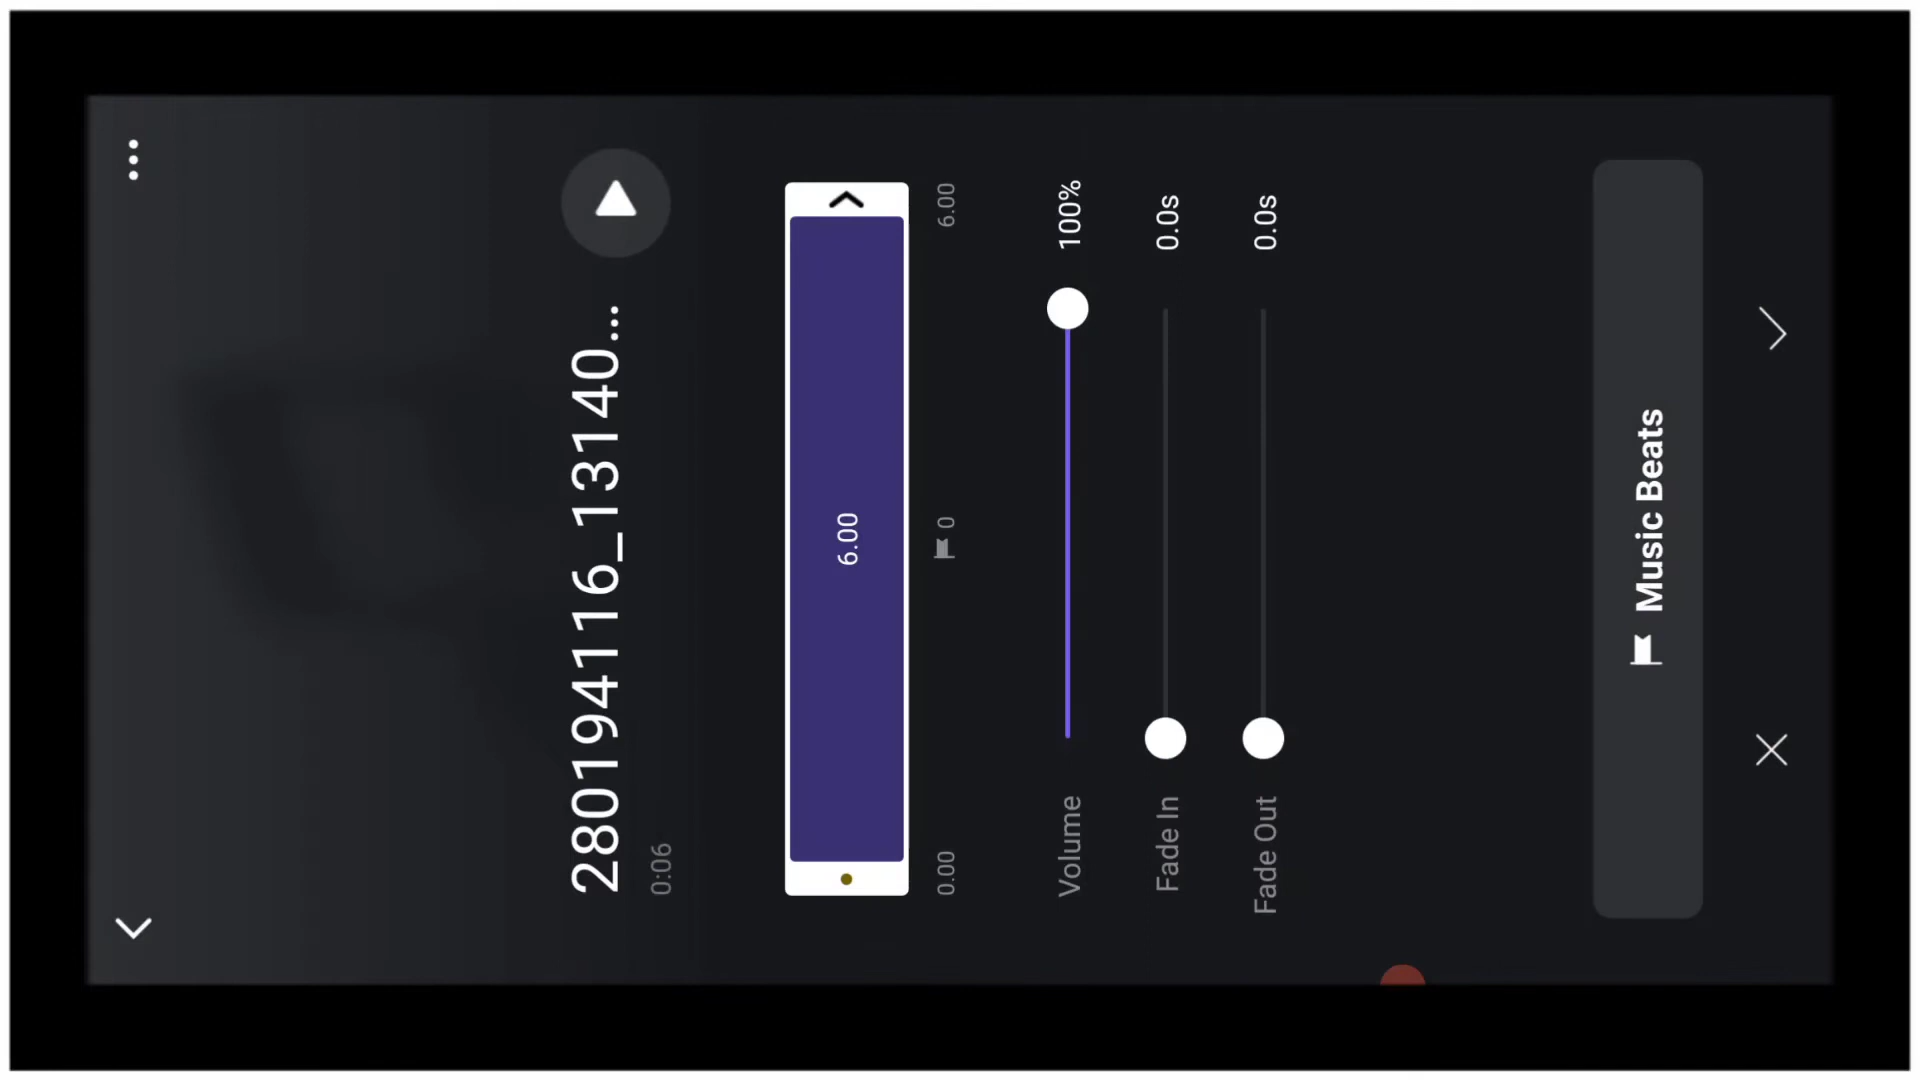 2801941116_13140...
0:06
6.00
0.00 0 6.00
Volume 100%
Fade In 0.0s
Fade Out 0.0s
Music Beats